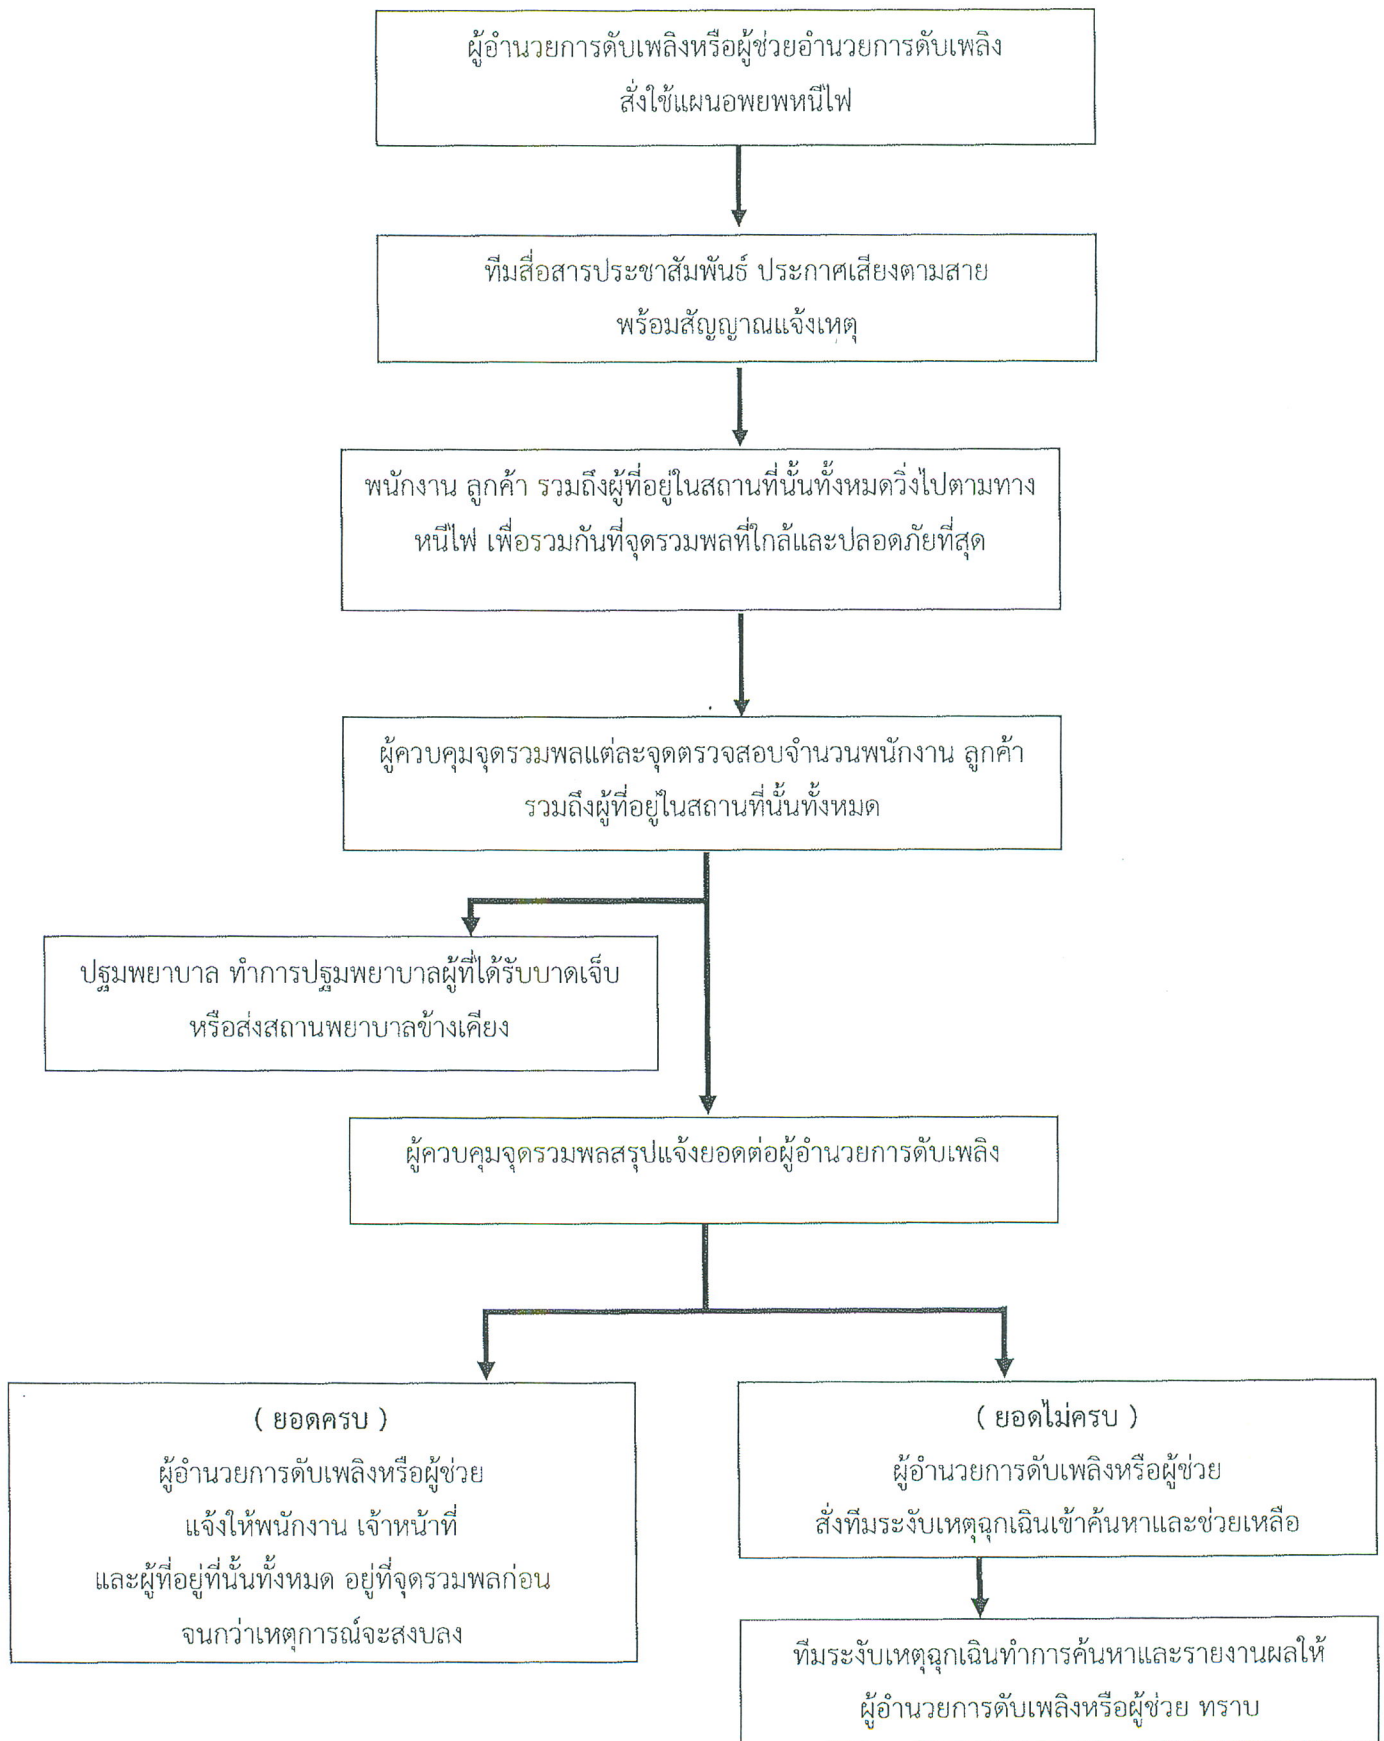 ผู้อำนวยการดับเพลิงหรือผู้ช่วยอำนวยการดับเพลิง
สั่งใช้แผนอพยพหนีไฟ
ทีมสื่อสารประชาสัมพันธ์ ประกาศเสียงตามสาย
พร้อมสัญญาณแจ้งเหตุ
พนักงาน ลูกค้า รวมถึงผู้ที่อยู่ในสถานที่นั้นทั้งหมดวิ่งไปตามทาง
หนีไฟ เพื่อรวมกันที่จุดรวมพลที่ใกล้และปลอดภัยที่สุด
ผู้ควบคุมจุดรวมพลแต่ละจุดตรวจสอบจำนวนพนักงาน ลูกค้า
รวมถึงผู้ที่อยู่ในสถานที่นั้นทั้งหมด
ปฐมพยาบาล ทำการปฐมพยาบาลผู้ที่ได้รับบาดเจ็บ
หรือส่งสถานพยาบาลข้างเคียง
ผู้ควบคุมจุดรวมพลสรุปแจ้งยอดต่อผู้อำนวยการดับเพลิง
( ยอดครบ )
ผู้อำนวยการดับเพลิงหรือผู้ช่วย
แจ้งให้พนักงาน เจ้าหน้าที่
และผู้ที่อยู่ที่นั้นทั้งหมด อยู่ที่จุดรวมพลก่อน
จนกว่าเหตุการณ์จะสงบลง
( ยอดไม่ครบ )
ผู้อำนวยการดับเพลิงหรือผู้ช่วย
สั่งทีมระงับเหตุฉุกเฉินเข้าค้นหาและช่วยเหลือ
ทีมระงับเหตุฉุกเฉินทำการค้นหาและรายงานผลให้
ผู้อำนวยการดับเพลิงหรือผู้ช่วย ทราบ